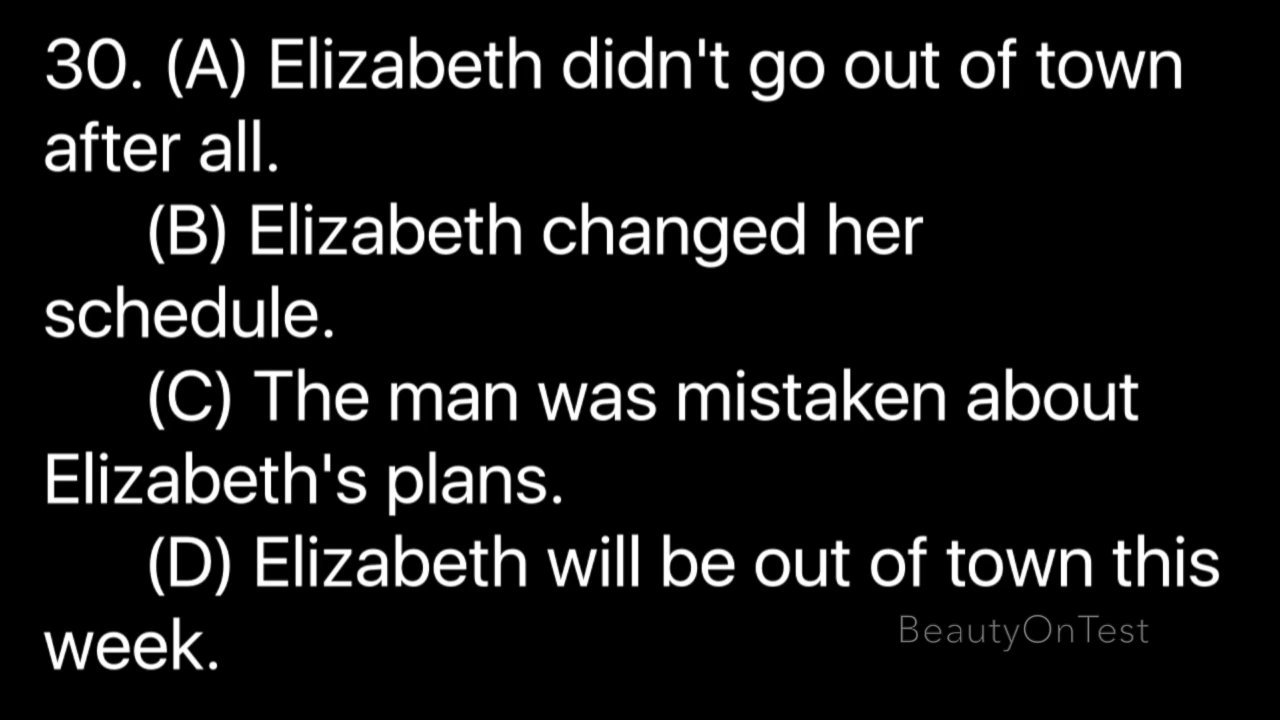 30. (A) Elizabeth didn't go out of town
after all.
(B) Elizabeth changed her
schedule.
(C) The man was mistaken about
Elizabeth's plans.
(D) Elizabeth will be out of town this
week.
BeautyOnTest